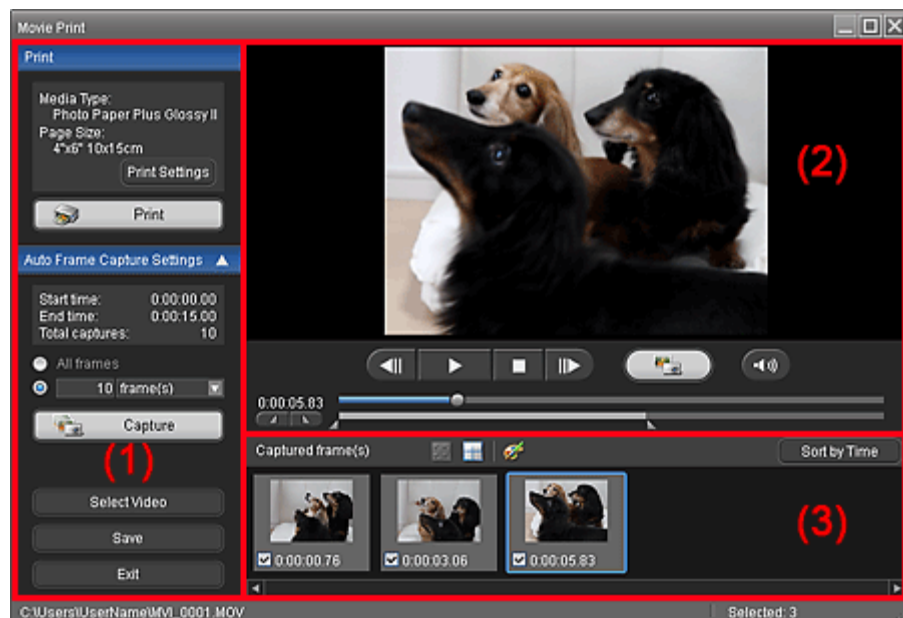 Movie Print
Print
Media Type:
Photo Paper Plus Glossy II
Page Size:
4"x6" 10x15cm
Print Settings
Print
Auto Frame Capture Settings
Start time: 0:00:00.00
End time: 0:00:15.00
Total captures: 10
All frames
10 frame(s)
Capture
(1)
Select Video
Save
Exit
(2)
0:00:05.83
Captured frame(s)
Sort by Time
0:00:00.76
0:00:03.06
0:00:05.83
(3)
C:\Users\UserName\MVI_0001.MOV
Selected: 3